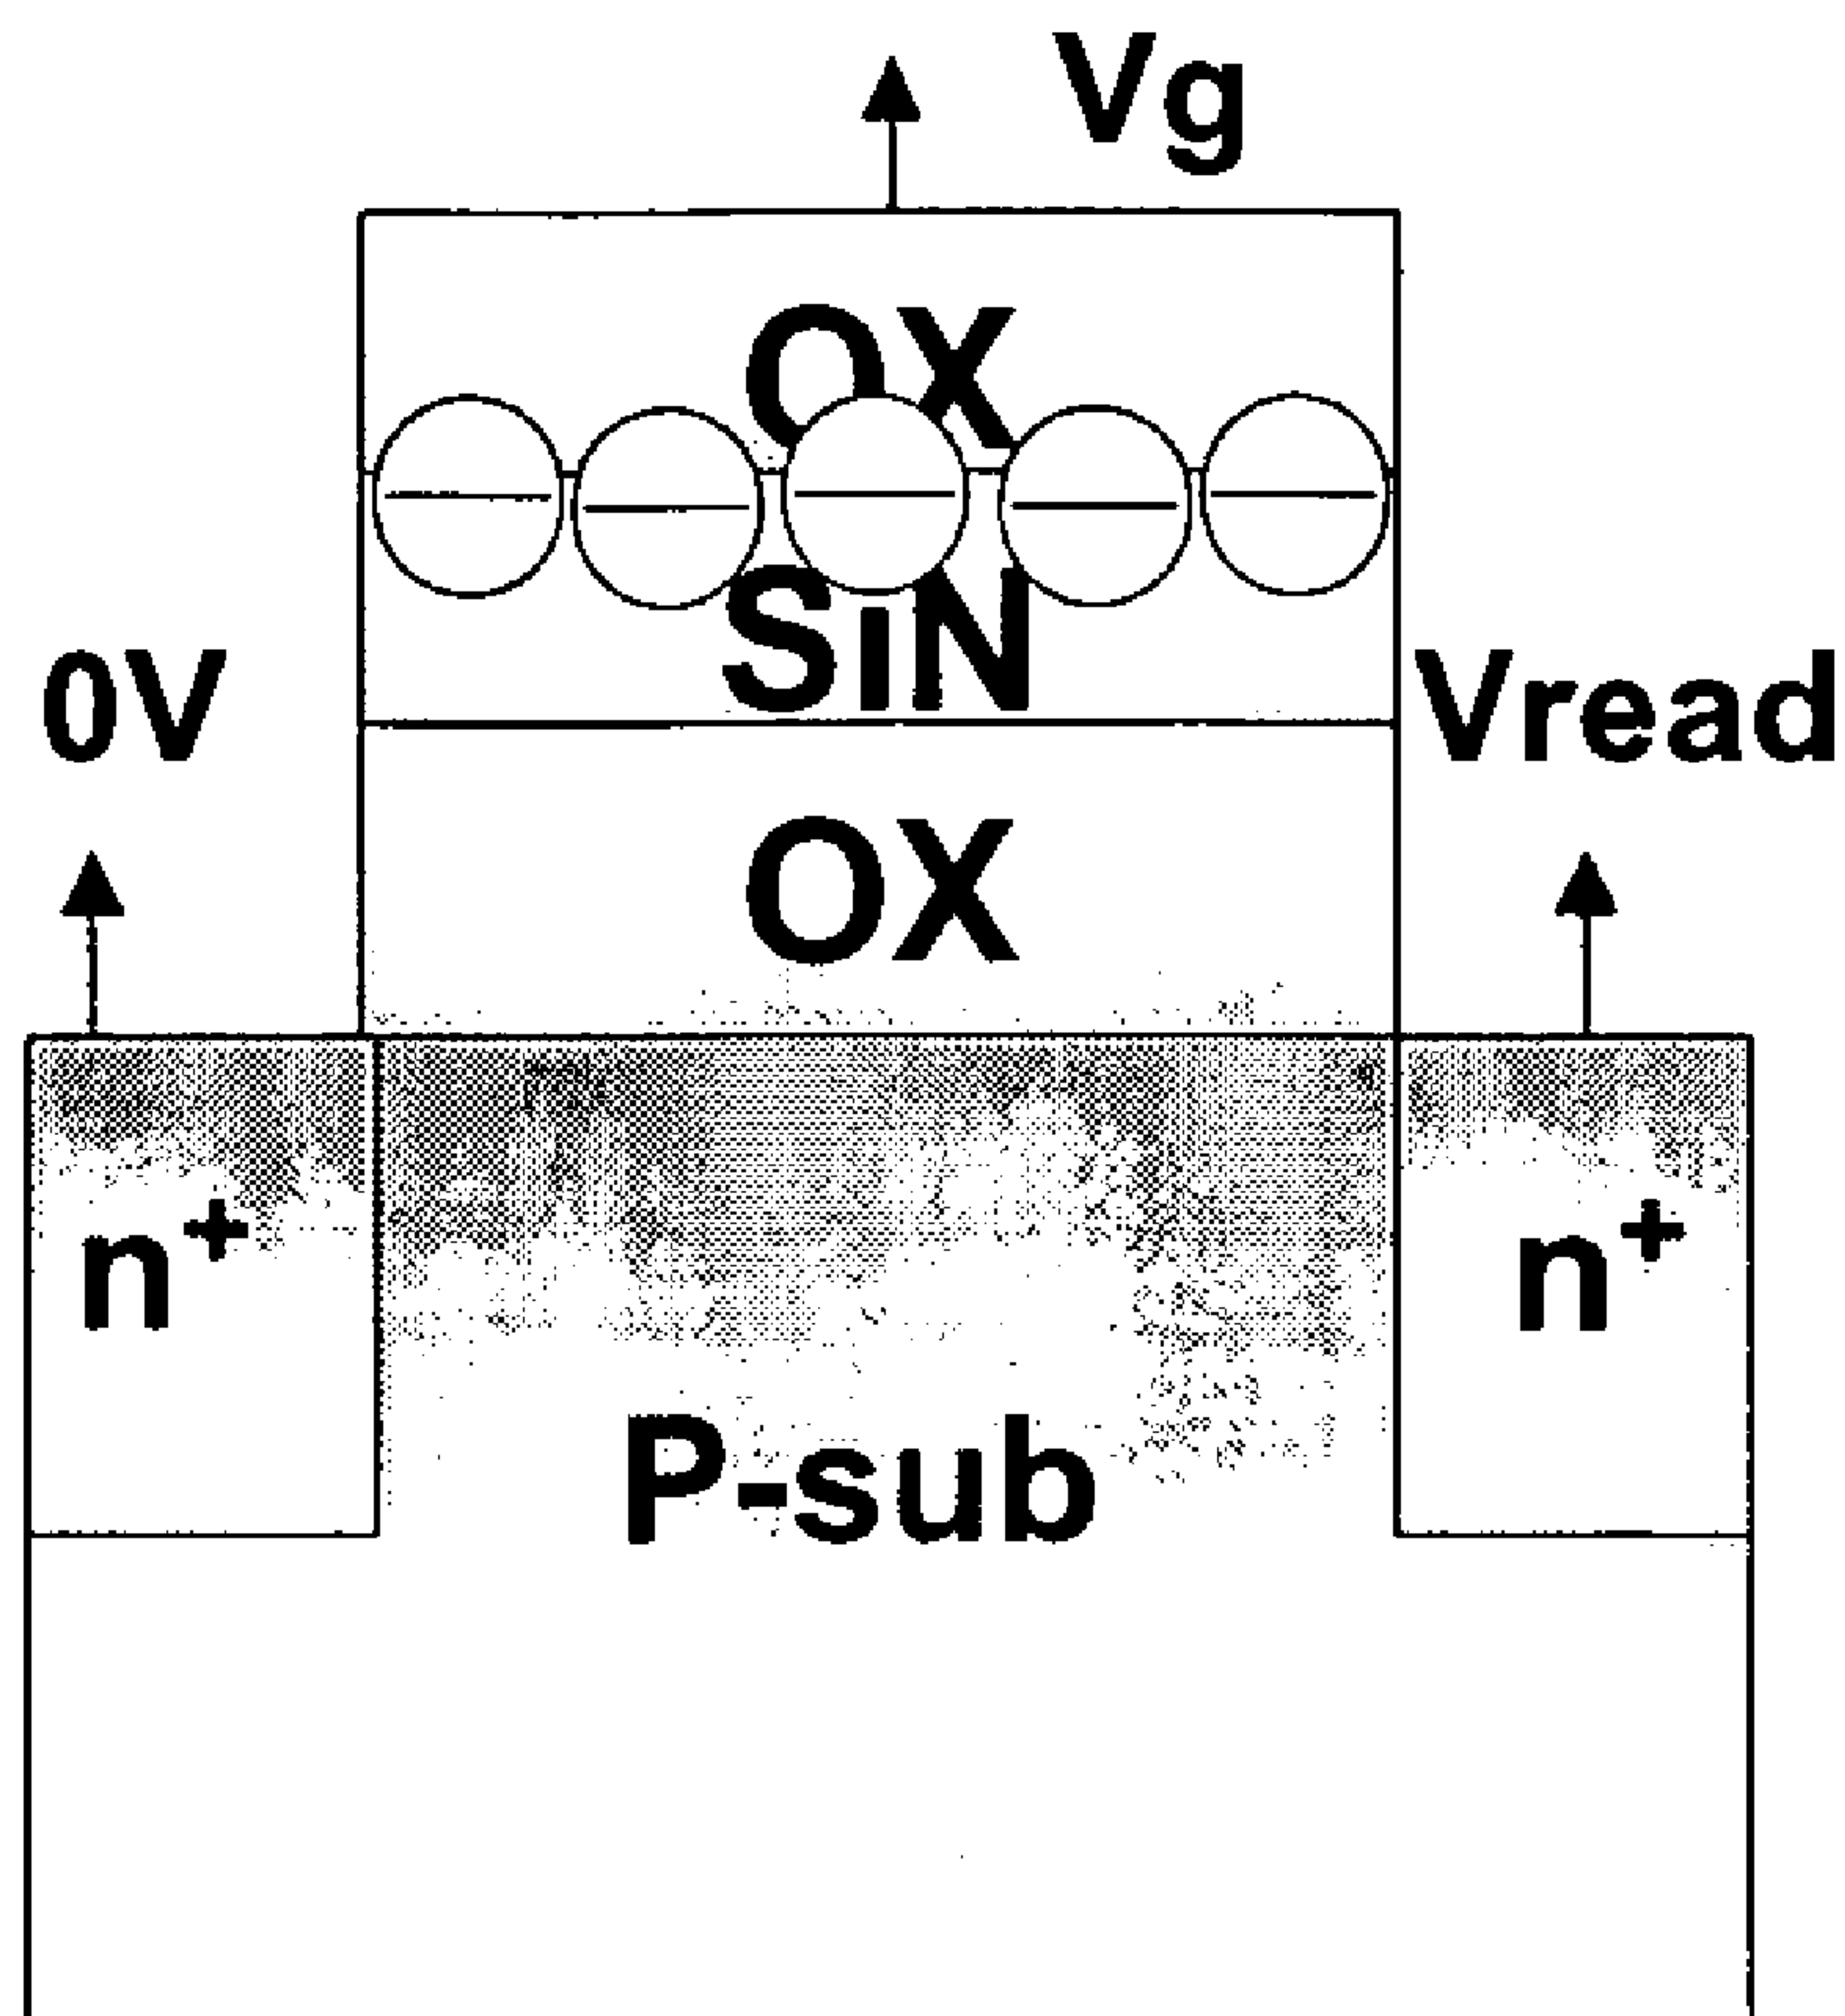 Vg
OX
SiN
0V
Vread
OX
n+
n+
P-sub